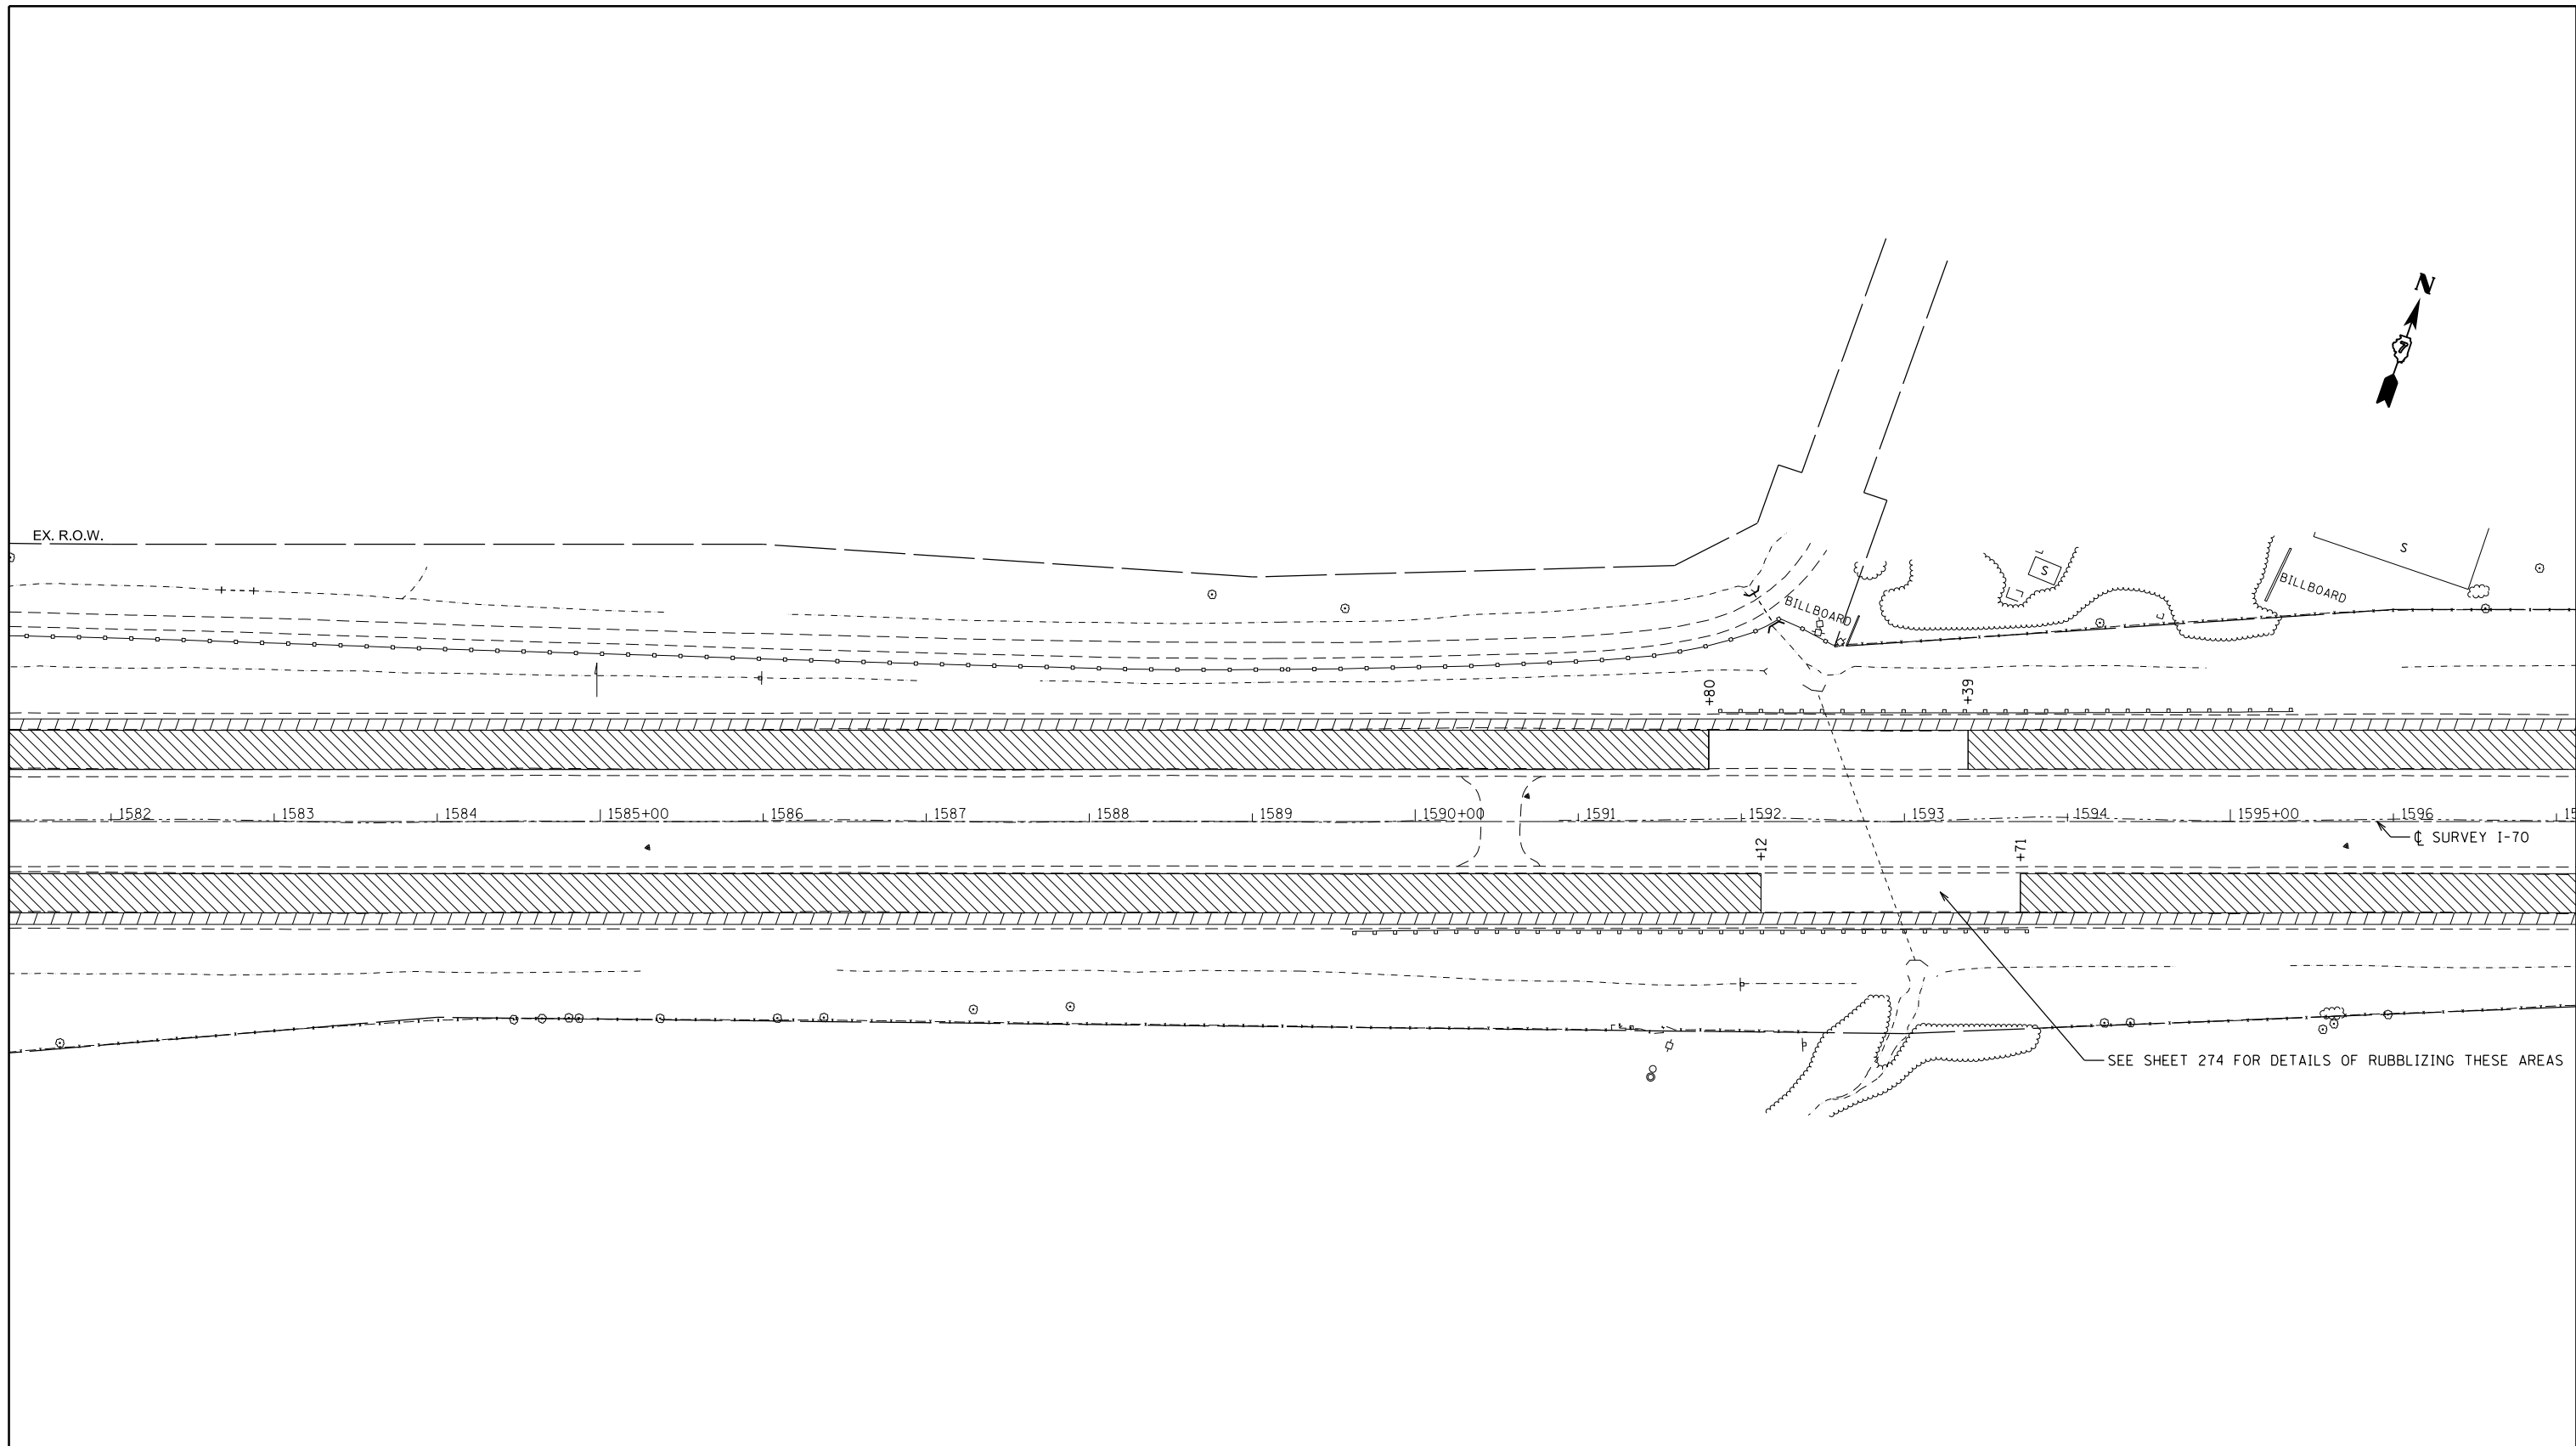 N
EX. R.O.W.
S
S
BILLBOARD
BILLBOARD
+80
+39
1582
1583
1584
1585+00
1586
1587
1588
1589
1590+00
1591
1592
1593
1594
1595+00
1596
15
℄ SURVEY I-70
+12
+71
SEE SHEET 274 FOR DETAILS OF RUBBLIZING THESE AREAS